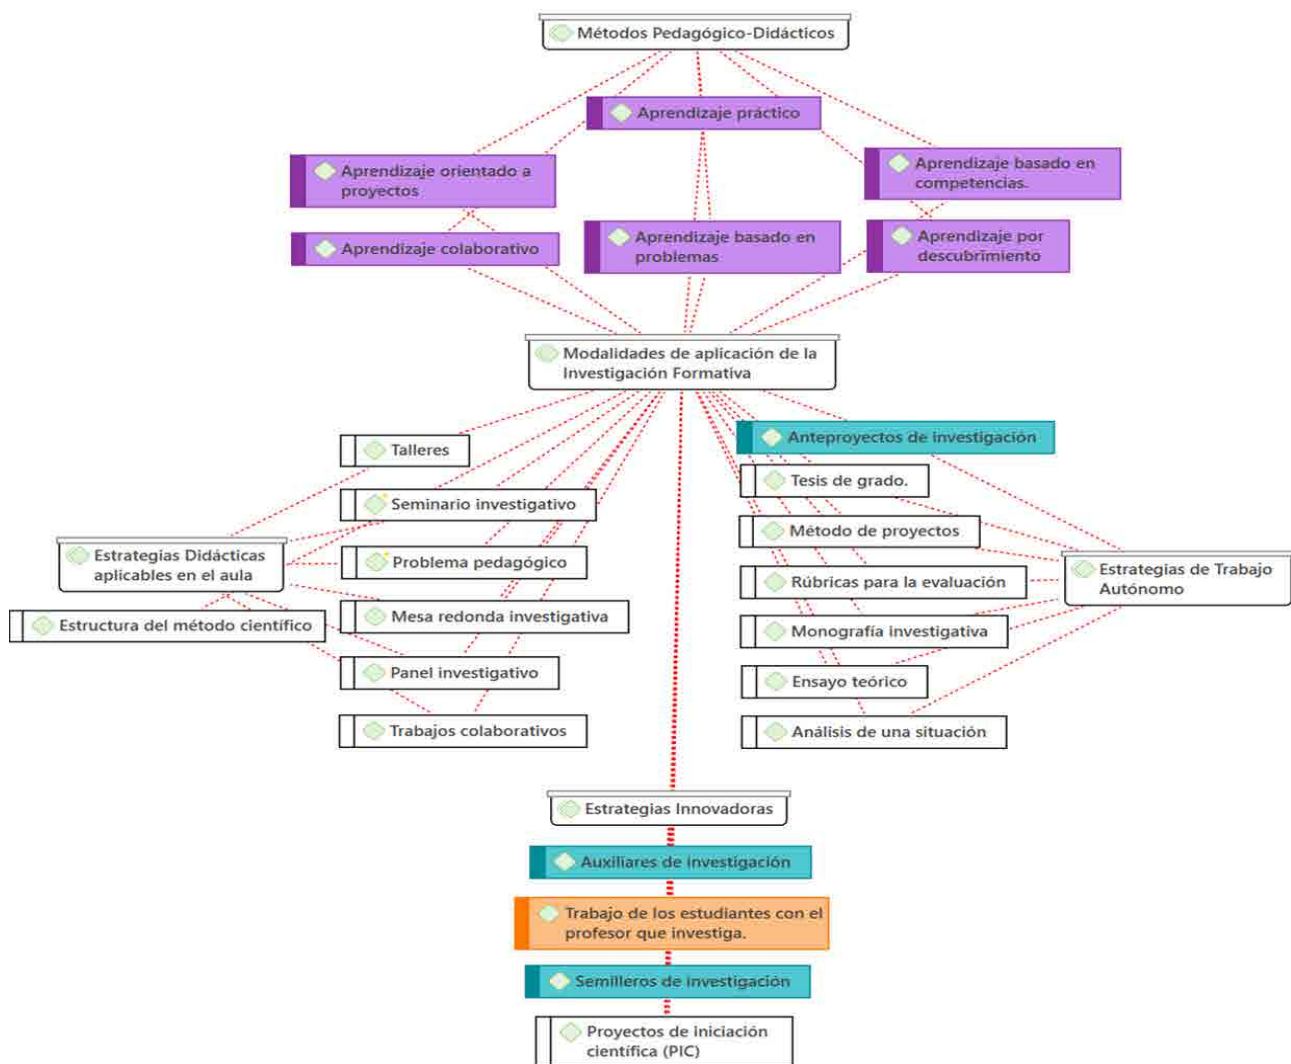 Métodos Pedagógico-Didácticos
Aprendizaje práctico
Aprendizaje orientado a
proyectos
Aprendizaje basado en
competencias.
Aprendizaje colaborativo
Aprendizaje basado en
problemas
Aprendizaje por
descubrimiento
Modalidades de aplicación de la
Investigación Formativa
Talleres
Seminario investigativo
Problema pedagógico
Estrategias Didácticas
aplicables en el aula
Mesa redonda investigativa
Estructura del método científico
Panel investigativo
Trabajos colaborativos
Anteproyectos de investigación
Tesis de grado.
Método de proyectos
Rúbricas para la evaluación
Estrategias de Trabajo
Autónomo
Monografía investigativa
Ensayo teórico
Análisis de una situación
Estrategias Innovadoras
Auxiliares de investigación
Trabajo de los estudiantes con el
profesor que investiga.
Semilleros de investigación
Proyectos de iniciación
científica (PIC)